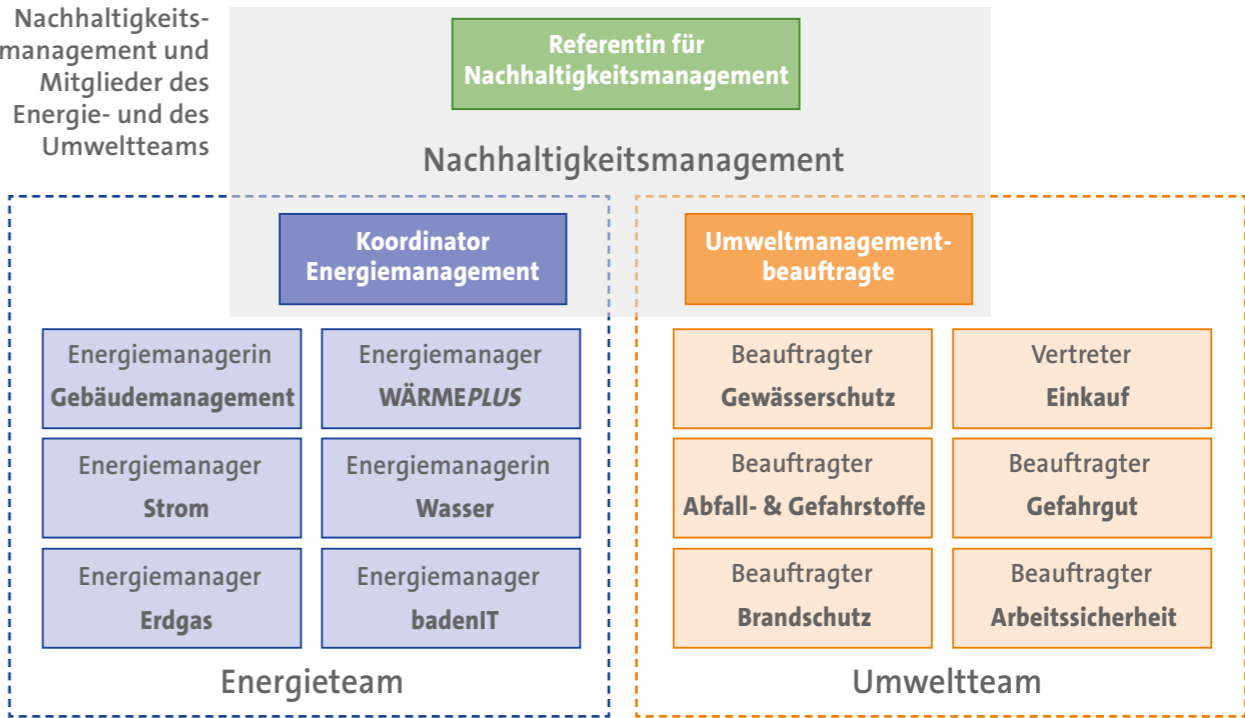 Nachhaltigkeits-
management und
Mitglieder des
Energie- und des
Umweltteams
Referentin für
Nachhaltigkeitsmanagement
Nachhaltigkeitsmanagement
Koordinator
Energiemanagement
Umweltmanagement-
beauftragte
Energiemanagerin
Gebäudemanagement
Energiemanager
WÄRMEPLUS
Energiemanager
Strom
Energiemanagerin
Wasser
Energiemanager
Erdgas
Energiemanager
badenIT
Energieteam
Beauftragter
Gewässerschutz
Vertreter
Einkauf
Beauftragter
Abfall- & Gefahrstoffe
Beauftragter
Gefahrgut
Beauftragter
Brandschutz
Beauftragter
Arbeitssicherheit
Umweltteam